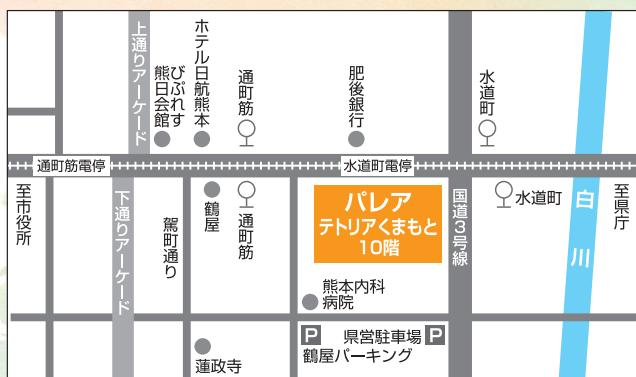 上通りアーケード
びぷれす
熊日会館
ホテル日航熊本
通町筋
肥後銀行
水道町
通町筋電停
水道町電停
至市役所
下通りアーケード
駕町通り
鶴屋
通町筋
パレア
テトリアくまもと
10階
国道3号線
水道町
白川
至県庁
熊本内科
病院
蓮政寺
P 県営駐車場 P
鶴屋パーキング